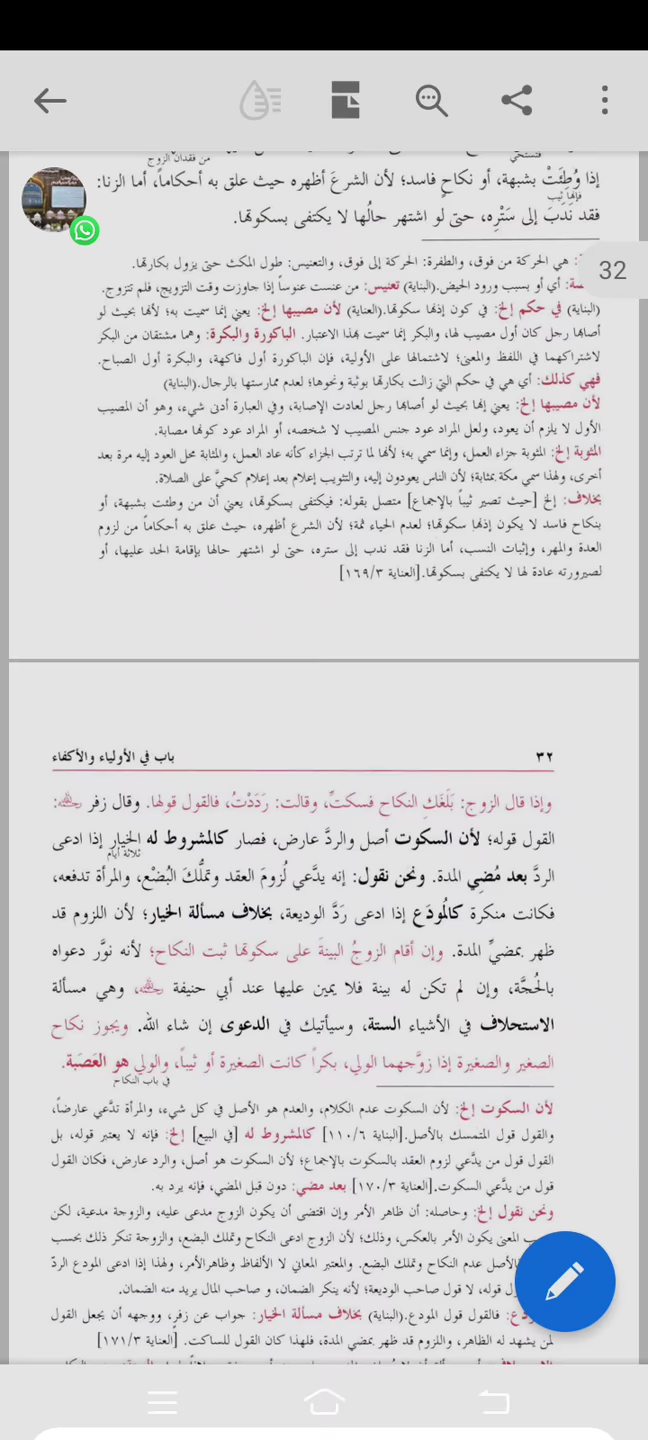 من فقدان الزوج
إذا وُطِئَتْ بشبهة، أو نكاحٍ فاسد؛ لأن الشرعَ أظهره حيث علق به أحكاماً، أما الزنا:
فإنها ثيب
فقد نَدبَ إلى سَتْرِه، حتى لو اشتهر حالُها لا يكتفى بسكوتها.
هي الحركة من فوق، والطفرة: الحركة إلى فوق، والتعنيس: طول المكث حتى يزول بكارتها.
أي أو بسبب ورود الحيض.(البناية) تعنيس: من عنست عنوساً إذا جاوزت وقت التزويج، فلم تتزوج.
(البناية) في حكم إلخ: في كون إذنها سكوتها.(العناية) لأن مصيبها إلخ: يعني إنما سميت به؛ لأنها بحيث لو
أصابها رجل كان أول مصيب لها، والبكر إنما سميت بهذا الاعتبار. الباكورة والبكرة: وهما مشتقان من البكر
لاشتراكهما في اللفظ والمعنى؛ لاشتمالها على الأولية، فإن الباكورة أول فاكهة، والبكرة أول الصباح.
فهي كذلك: أي هي في حكم التي زالت بكارتها بوثبة ونحوها؛ لعدم ممارستها بالرجال.(البناية)
لأن مصيبها إلخ: يعني إنها بحيث لو أصابها رجل لعادت الإصابة، وفي العبارة أدنى شيء، وهو أن المصيب
الأول لا يلزم أن يعود، ولعل المراد عود جنس المصيب لا شخصه، أو المراد عود كونها مصابة.
المثوبة إلخ: المثوبة جزاء العمل، وإنما سمي به؛ لأنها لما ترتب الجزاء كأنه عاد العمل، والمثابة محل العود إليه مرة بعد
أخرى، ولهذا سمي مكة بمثابة؛ لأن الناس يعودون إليه، والتثويب إعلام بعد إعلام كحيَّ على الصلاة.
بخلاف: إلخ [حيث تصير ثيباً بالإجماع] متصل بقوله: فيكتفى بسكوتها، يعني أن من وطئت بشبهة، أو
بنكاح فاسد لا يكون إذنها سكوتها؛ لعدم الحياء ثمة؛ لأن الشرع أظهره، حيث علق به أحكاماً من لزوم
العدة والمهر، وإثبات النسب، أما الزنا فقد ندب إلى ستره، حتى لو اشتهر حالها بإقامة الحد عليها، أو
لصيرورته عادة لها لا يكتفى بسكوتها.[العناية ١٦٩/٣]
32
٣٢ باب في الأولياء والأكفاء
وإذا قال الزوج: بَلَغَكِ النكاح فسكتِّ، وقالت: رَدَدْتُ، فالقول قولها. وقال زفر رحمه الله:
القول قوله؛ لأن السكوت أصل والردَّ عارض، فصار كالمشروط له الخيار إذا ادعى
ثلاثة أيام
الردَّ بعد مُضِي المدة. ونحن نقول: إنه يدَّعي لُزومَ العقد وتملُّكَ البُضْع، والمرأة تدفعه،
فكانت منكرة كالمُودَع إذا ادعى رَدَّ الوديعة، بخلاف مسألة الخيار؛ لأن اللزوم قد
ظهر بمضيِّ المدة. وإن أقام الزوجُ البينةَ على سكوتها ثبت النكاح؛ لأنه نوَّر دعواه
بالحُجَّة، وإن لم تكن له بينة فلا يمين عليها عند أبي حنيفة رحمه الله، وهي مسألة
الاستحلاف في الأشياء الستة، وسيأتيك في الدعوى إن شاء الله. ويجوز نكاح
الصغير والصغيرة إذا زوَّجهما الولي، بكراً كانت الصغيرة أو ثيباً، والولي هو العَصَبة.
في باب النكاح
لأن السكوت إلخ: لأن السكوت عدم الكلام، والعدم هو الأصل في كل شيء، والمرأة تدَّعي عارضاً،
والقول قول المتمسك بالأصل.[البناية ١١٠/٦] كالمشروط له [في البيع] إلخ: فإنه لا يعتبر قوله، بل
القول قول من يدَّعي لزوم العقد بالسكوت بالإجماع؛ لأن السكوت هو أصل، والرد عارض، فكان القول
قول من يدَّعي السكوت.[العناية ١٧٠/٣] بعد مضي: دون قبل المضي، فإنه يرد به.
ونحن نقول إلخ: وحاصله: أن ظاهر الأمر وإن اقتضى أن يكون الزوج مدعى عليه، والزوجة مدعية، لكن
المعنى يكون الأمر بالعكس، وذلك؛ لأن الزوج ادعى النكاح وتملك البضع، والزوجة تنكر ذلك بحسب
الأصل عدم النكاح وتملك البضع. والمعتبر المعاني لا الألفاظ وظاهر الأمر، ولهذا إذا ادعى المودع الردّ
قوله، لا قول صاحب الوديعة؛ لأنه ينكر الضمان، و صاحب المال يريد منه الضمان.
فالقول قول المودع.(البناية) بخلاف مسألة الخيار: جواب عن زفر، ووجهه أن يجعل القول
لمن يشهد له الظاهر، واللزوم قد ظهر بمضي المدة، فلهذا كان القول للساكت. [العناية ١٧١/٣]